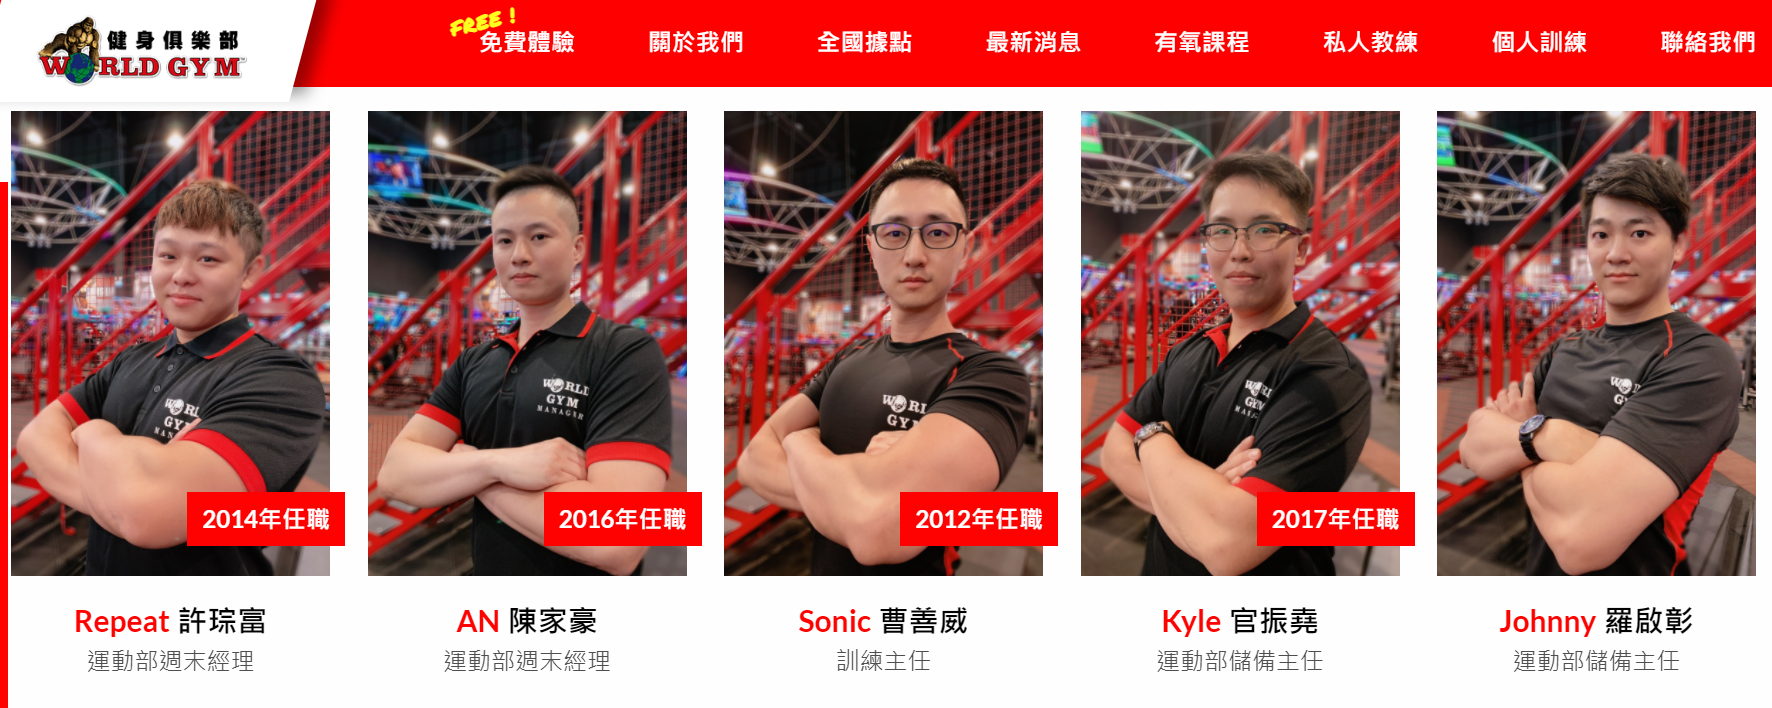 健身俱樂部
WORLD GYM
FREE!
免費體驗
關於我們
全國據點
最新消息
有氧課程
私人教練
個人訓練
聯絡我們
WORLD
GYM
MANAGER
2014年任職
2016年任職
2012年任職
2017年任職
Repeat 許琮富
運動部週末經理
AN 陳家豪
運動部週末經理
Sonic 曹善威
訓練主任
Kyle 官振堯
運動部儲備主任
Johnny 羅啟彰
運動部儲備主任